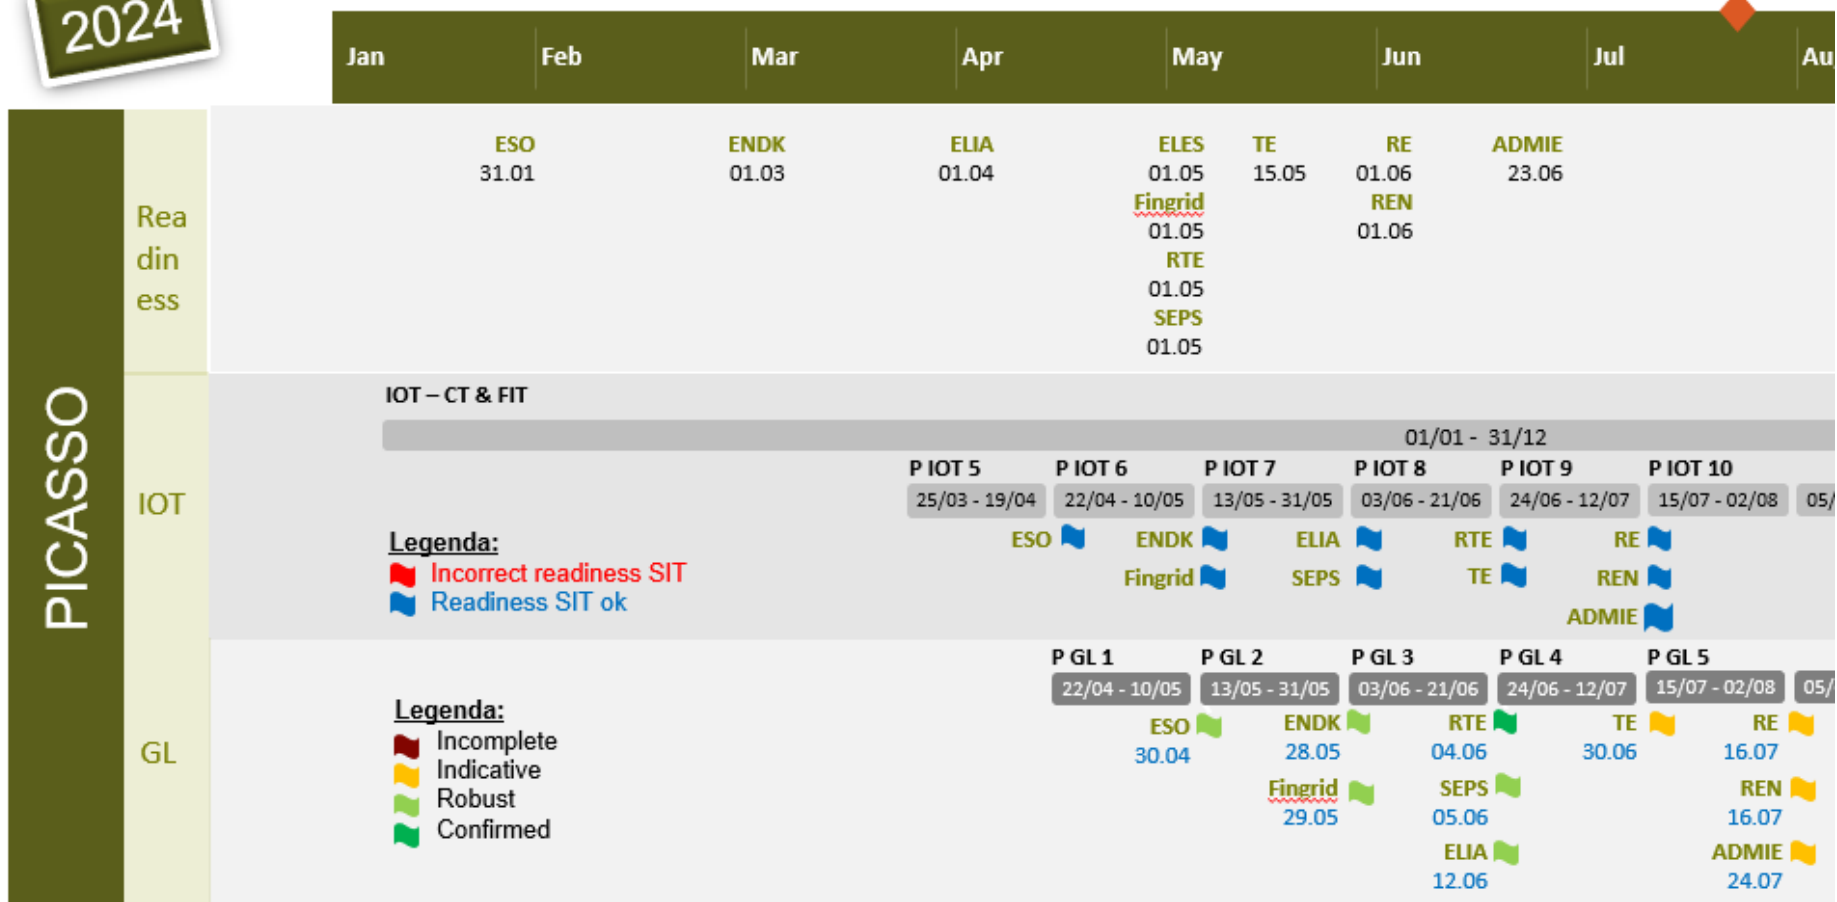 2024
Jan Feb Mar Apr May Jun Jul Au
PICASSO
Rea
din
ess
ESO ENDK ELIA ELES TE RE ADMIE
31.01 01.03 01.04 01.05 15.05 01.06 23.06
Fingrid REN
01.05 01.06
RTE
01.05
SEPS
01.05
IOT
IOT – CT & FIT
01/01 - 31/12
P IOT 5 P IOT 6 P IOT 7 P IOT 8 P IOT 9 P IOT 10
25/03 - 19/04 22/04 - 10/05 13/05 - 31/05 03/06 - 21/06 24/06 - 12/07 15/07 - 02/08 05/
ESO ENDK ELIA RTE RE
Legenda:
Incorrect readiness SIT
Fingrid SEPS TE REN
Readiness SIT ok
ADMIE
GL
P GL 1 P GL 2 P GL 3 P GL 4 P GL 5
22/04 - 10/05 13/05 - 31/05 03/06 - 21/06 24/06 - 12/07 15/07 - 02/08 05/
Legenda:
Incomplete
Indicative
Robust
Confirmed
ESO ENDK RTE TE RE
30.04 28.05 04.06 30.06 16.07
Fingrid SEPS REN
29.05 05.06 16.07
ELIA ADMIE
12.06 24.07